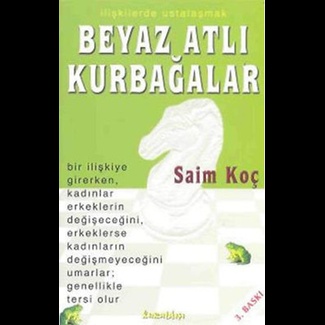 ilişkilerde ustalaşmak
BEYAZ ATLI
KURBAĞALAR
Saim Koç
bir ilişkiye
girerken,
kadınlar
erkeklerin
değişeceğini,
erkeklerse
kadınların
değişmeyeceğini
umarlar;
genellikle
tersi olur
3. BASKI